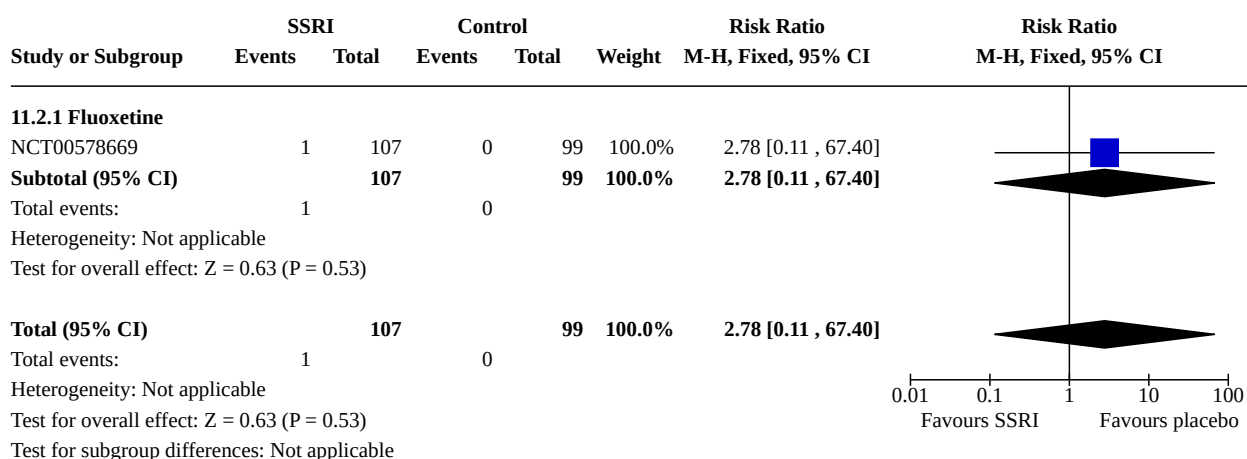 SSRI Control Risk Ratio Risk Ratio
Study or Subgroup Events Total Events Total Weight M-H, Fixed, 95% CI M-H, Fixed, 95% CI
11.2.1 Fluoxetine
NCT00578669 1 107 0 99 100.0% 2.78 [0.11 , 67.40]
Subtotal (95% CI) 107 99 100.0% 2.78 [0.11 , 67.40]
Total events: 1 0
Heterogeneity: Not applicable
Test for overall effect: Z = 0.63 (P = 0.53)
Total (95% CI) 107 99 100.0% 2.78 [0.11 , 67.40]
Total events: 1 0
Heterogeneity: Not applicable
0.01 0.1 1 10 100
Test for overall effect: Z = 0.63 (P = 0.53) Favours SSRI Favours placebo
Test for subgroup differences: Not applicable